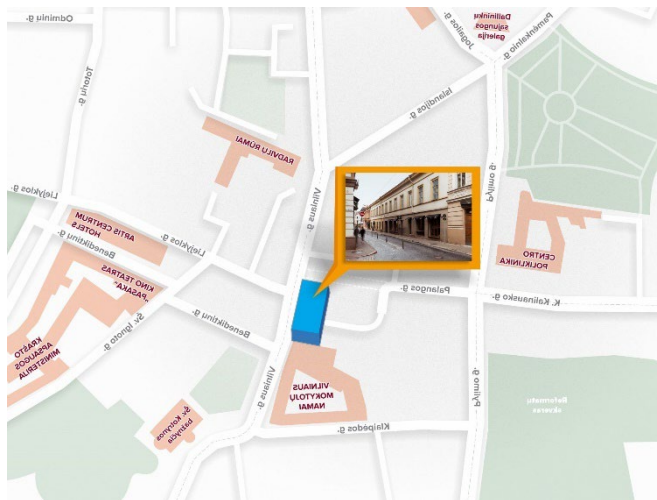 Odminių g.
Dailininkų
sąjungos
galerija
Jogailos g.
Pamėnkalnio g.
Totorių g.
Islandijos g.
RADVILŲ RŪMAI
Vilniaus g.
Pylimo g.
Liejyklos g.
ARTIS CENTRUM
HOTELS
Benediktinų g.
Liejyklos g.
CENTRO
POLIKLINIKA
KINO TEATRAS
„PASAKA“
Palangos g.
K. Kalinausko g.
Šv. Ignoto g.
Benediktinų g.
KRAŠTO
APSAUGOS
MINISTERIJA
Vilniaus g.
VILNIAUS
MOKYTOJŲ
NAMAI
Pylimo g.
Reformatų
skveras
Šv. Kotrynos
bažnyčia
Klaipėdos g.